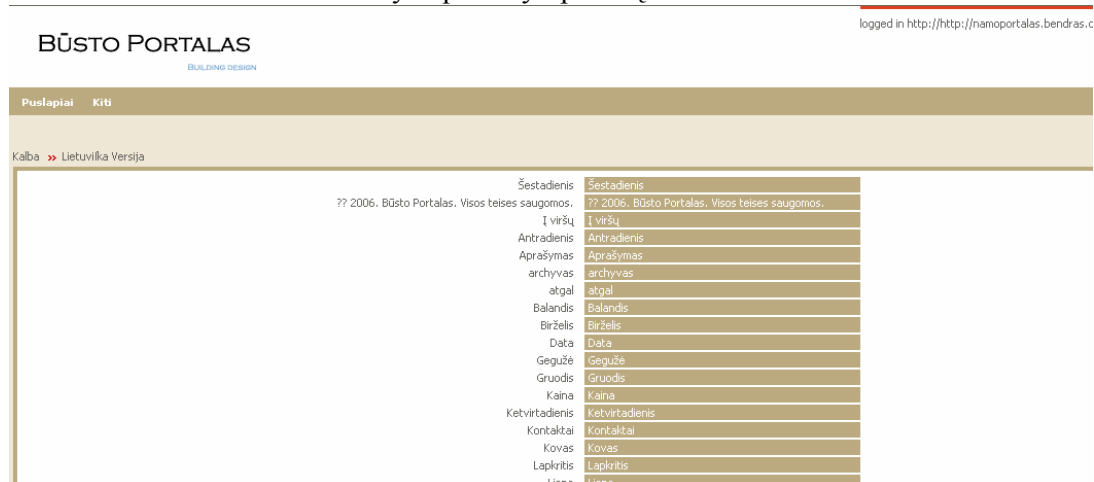 logged in http://http://namoportalas.bendras.c
BŪSTO PORTALAS
BUILDING DESIGN
Puslapiai Kiti
Kalba » Lietuviľka Versija
Šestadienis Šestadienis
?? 2006. Būsto Portalas. Visos teises saugomos. ?? 2006. Būsto Portalas. Visos teises saugomos.
Į viršų Į viršų
Antradienis Antradienis
Aprašymas Aprašymas
archyvas archyvas
atgal atgal
Balandis Balandis
Birželis Birželis
Data Data
Gegužė Gegužė
Gruodis Gruodis
Kaina Kaina
Ketvirtadienis Ketvirtadienis
Kontaktai Kontaktai
Kovas Kovas
Lapkritis Lapkritis